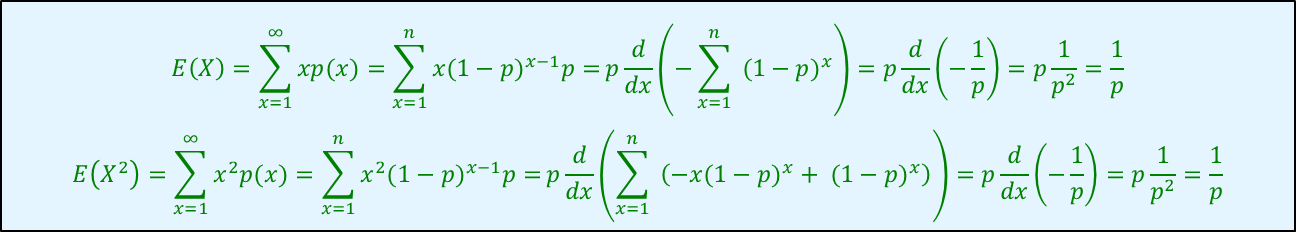 E(X) = ∑_{x=1}^{∞} xp(x) = ∑_{x=1}^{n} x(1 − p)^{x−1}p = p d/dx (−∑_{x=1}^{n} (1 − p)^x) = p d/dx (−1/p) = p 1/p^2 = 1/p
E(X^2) = ∑_{x=1}^{∞} x^2p(x) = ∑_{x=1}^{n} x^2(1 − p)^{x−1}p = p d/dx (∑_{x=1}^{n} (−x(1 − p)^x + (1 − p)^x)) = p d/dx (−1/p) = p 1/p^2 = 1/p